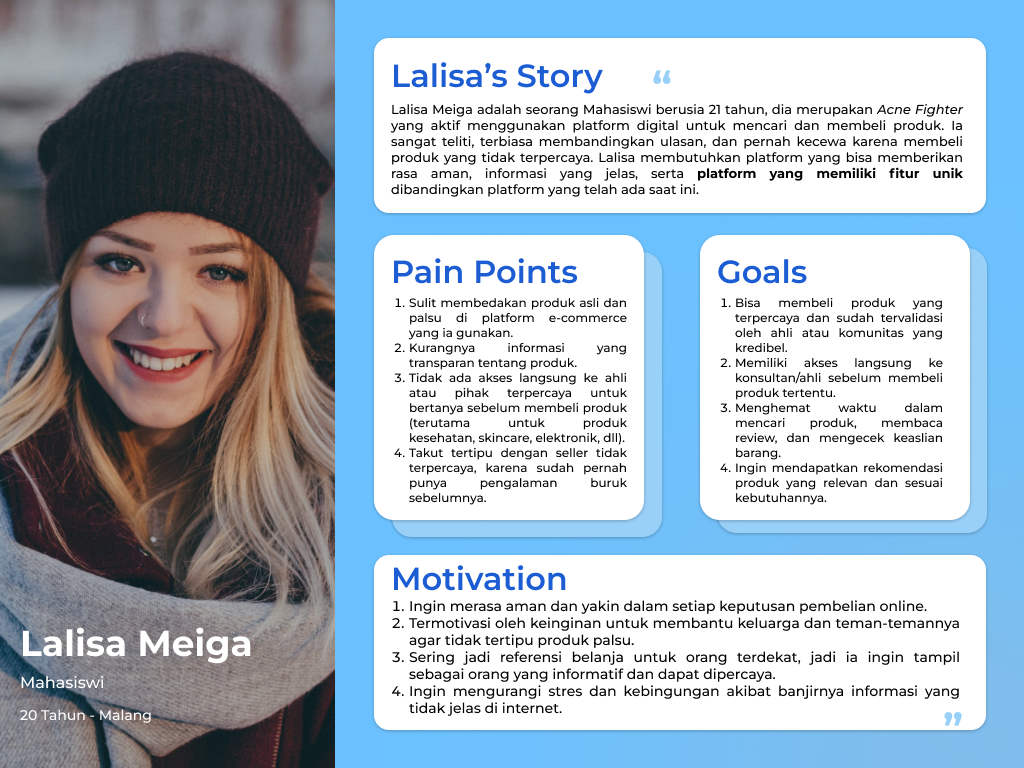 Lalisa's Story
“
Lalisa Meiga adalah seorang Mahasiswi berusia 21 tahun, dia merupakan Acne Fighter
yang aktif menggunakan platform digital untuk mencari dan membeli produk. Ia
sangat teliti, terbiasa membandingkan ulasan, dan pernah kecewa karena membeli
produk yang tidak terpercaya. Lalisa membutuhkan platform yang bisa memberikan
rasa aman, informasi yang jelas, serta platform yang memiliki fitur unik
dibandingkan platform yang telah ada saat ini.
Pain Points
1. Sulit membedakan produk asli dan
palsu di platform e-commerce
yang ia gunakan.
2. Kurangnya informasi yang
transparan tentang produk.
3. Tidak ada akses langsung ke ahli
atau pihak terpercaya untuk
bertanya sebelum membeli produk
(terutama untuk produk
kesehatan, skincare, elektronik, dll).
4. Takut tertipu dengan seller tidak
terpercaya, karena sudah pernah
punya pengalaman buruk
sebelumnya.
Goals
1. Bisa membeli produk yang
terpercaya dan sudah tervalidasi
oleh ahli atau komunitas yang
kredibel.
2. Memiliki akses langsung ke
konsultan/ahli sebelum membeli
produk tertentu.
3. Menghemat waktu dalam
mencari produk, membaca
review, dan mengecek keaslian
barang.
4. Ingin mendapatkan rekomendasi
produk yang relevan dan sesuai
kebutuhannya.
Motivation
1. Ingin merasa aman dan yakin dalam setiap keputusan pembelian online.
2. Termotivasi oleh keinginan untuk membantu keluarga dan teman-temannya
agar tidak tertipu produk palsu.
3. Sering jadi referensi belanja untuk orang terdekat, jadi ia ingin tampil
sebagai orang yang informatif dan dapat dipercaya.
4. Ingin mengurangi stres dan kebingungan akibat banjirnya informasi yang
tidak jelas di internet.
”
Lalisa Meiga
Mahasiswi
20 Tahun - Malang